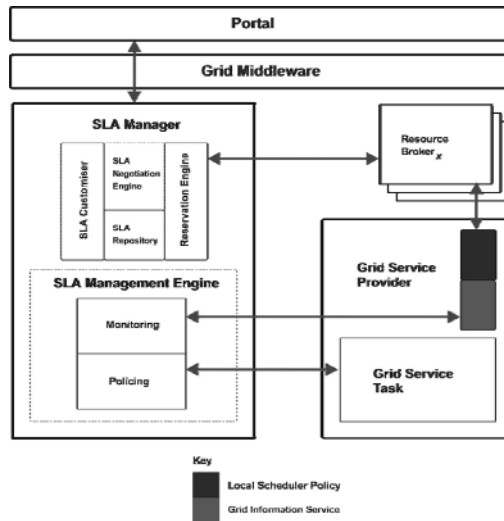 Portal
Grid Middleware
SLA Manager
SLA Customiser
SLA
Negotiation
Engine
SLA
Repository
Reservation Engine
Resource
Broker x
Grid Service
Provider
SLA Management Engine
Monitoring
Policing
Grid Service
Task
Key
Local Scheduler Policy
Grid Information Service